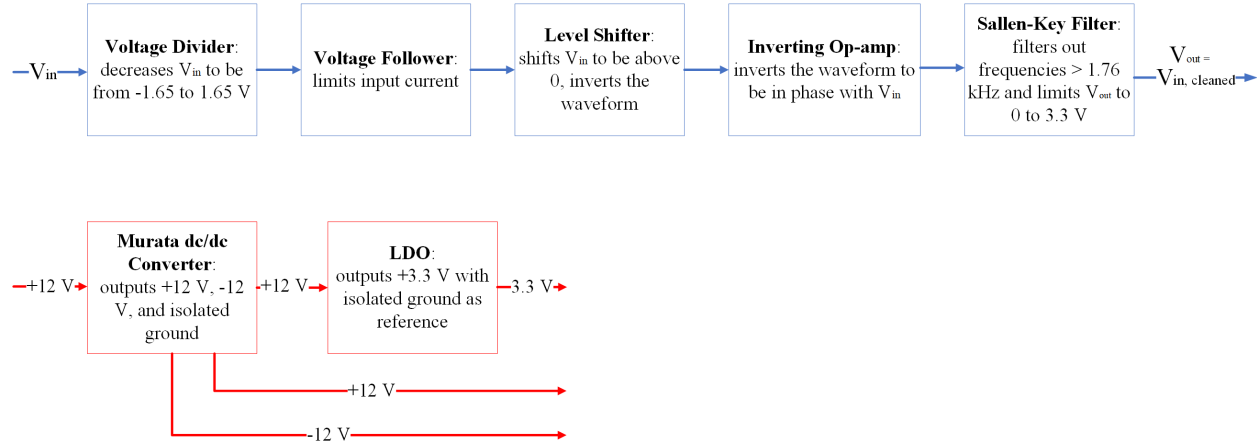 Vin
Voltage Divider:
decreases Vin to be
from -1.65 to 1.65 V
Voltage Follower:
limits input current
Level Shifter:
shifts Vin to be above
0, inverts the
waveform
Inverting Op-amp:
inverts the waveform to
be in phase with Vin
Sallen-Key Filter:
filters out
frequencies > 1.76
kHz and limits Vout to
0 to 3.3 V
Vout =
Vin, cleaned
+12 V
Murata dc/dc
Converter:
outputs +12 V, -12
V, and isolated
ground
+12 V
LDO:
outputs +3.3 V with
isolated ground as
reference
3.3 V
+12 V
-12 V